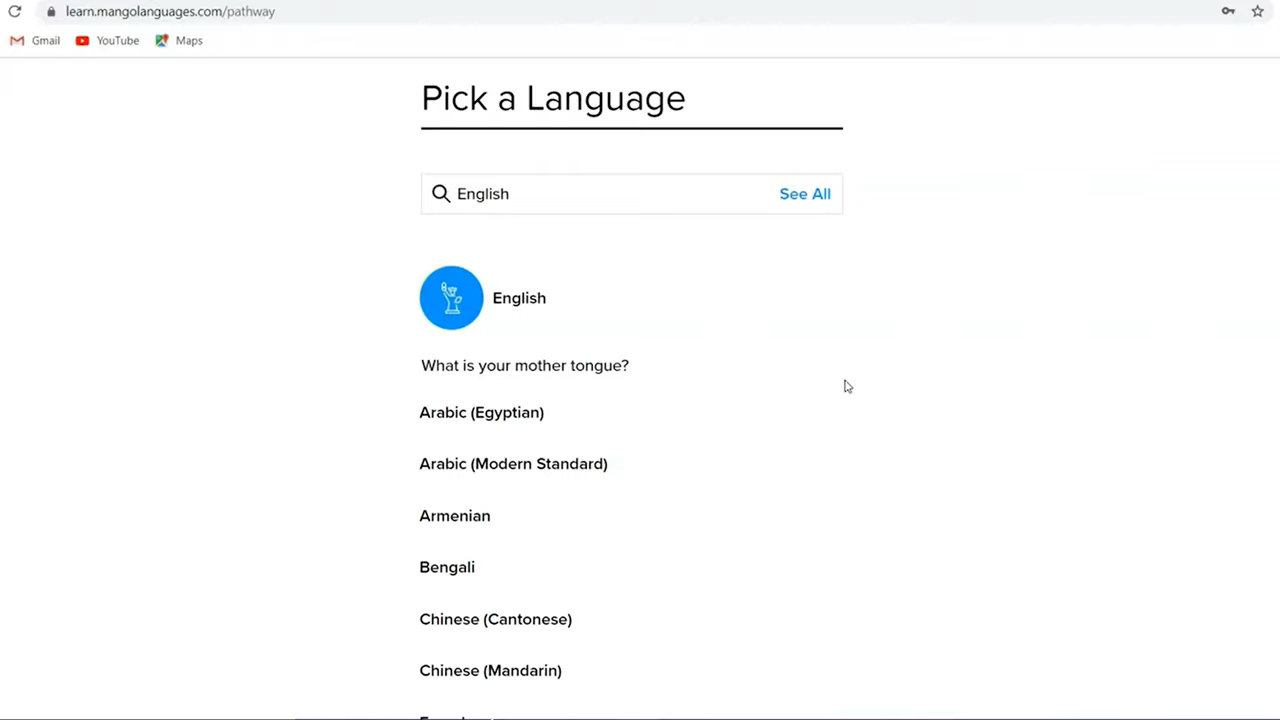 learn.mangolanguages.com/pathway
Gmail YouTube Maps
Pick a Language
English See All
English
What is your mother tongue?
Arabic (Egyptian)
Arabic (Modern Standard)
Armenian
Bengali
Chinese (Cantonese)
Chinese (Mandarin)